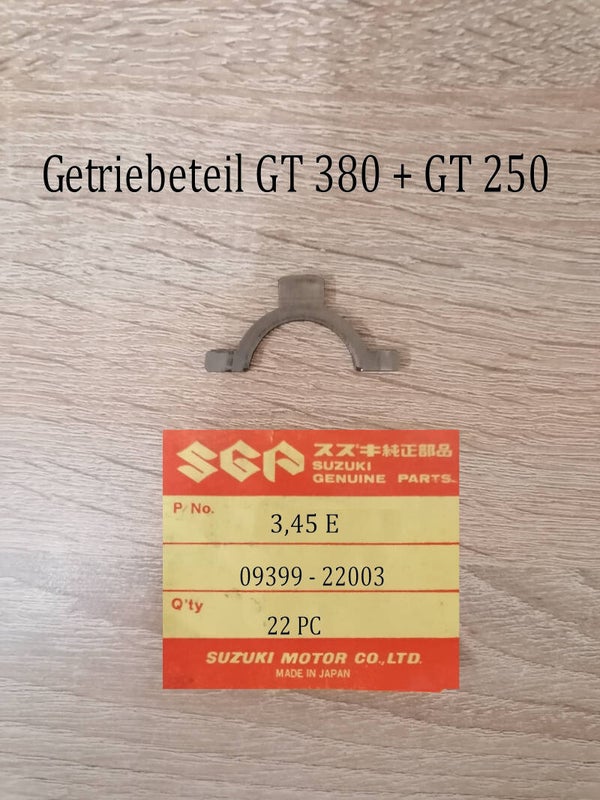 Getriebeteil GT 380 + GT 250
SGP スズキ純正部品
SUZUKI
GENUINE PARTS
P/No.
3,45 E
09399 - 22003
Q'ty
22 PC
SUZUKI MOTOR CO.,LTD.
MADE IN JAPAN